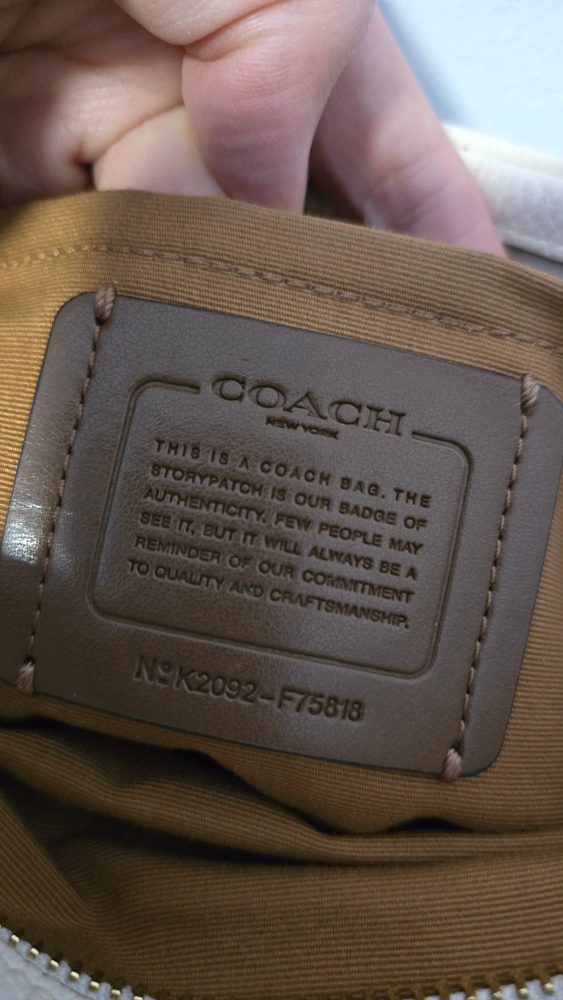 COACH
NEW YORK
THIS IS A COACH BAG. THE
STORYPATCH IS OUR BADGE OF
AUTHENTICITY. FEW PEOPLE MAY
SEE IT, BUT IT WILL ALWAYS BE A
REMINDER OF OUR COMMITMENT
TO QUALITY AND CRAFTSMANSHIP.
Nº K2092-F75818